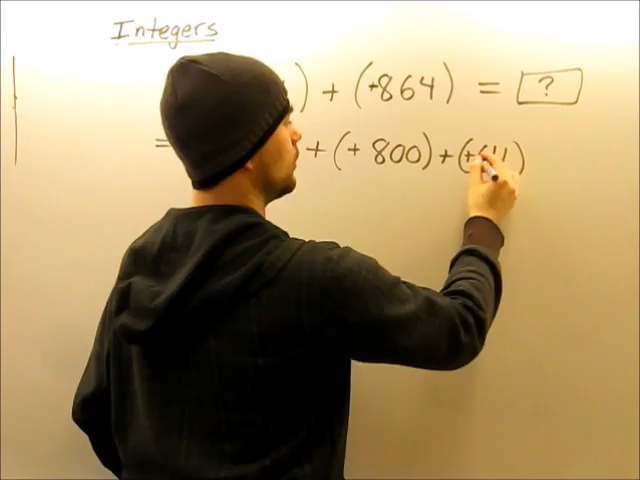 Integers
) + (+864) = ?
= + (+ 800) + (+64)